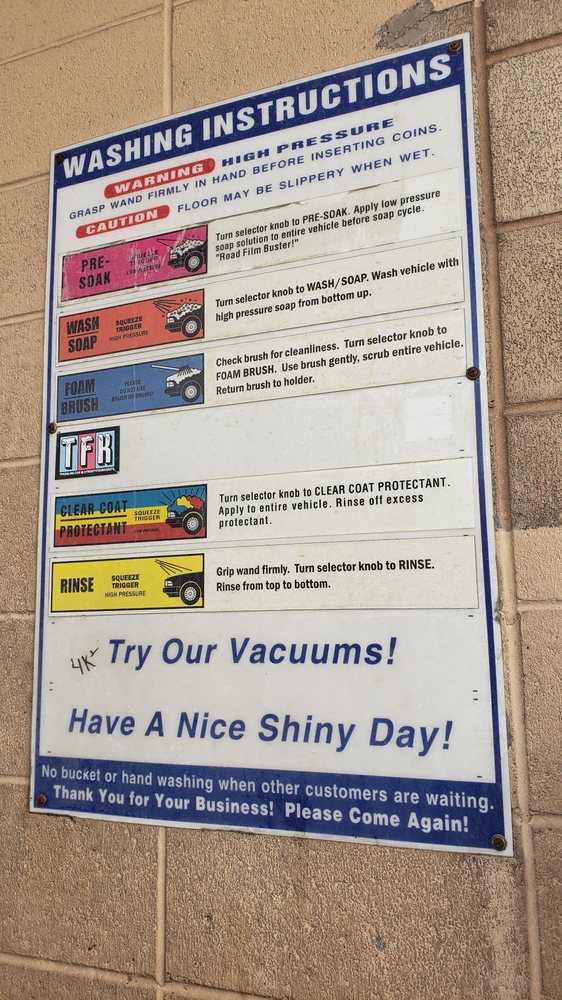 WASHING INSTRUCTIONS
WARNING HIGH PRESSURE
GRASP WAND FIRMLY IN HAND BEFORE INSERTING COINS.
CAUTION FLOOR MAY BE SLIPPERY WHEN WET.
PRE-
SOAK
SQUEEZE
TRIGGER
LOW PRESSURE
Turn selector knob to PRE-SOAK. Apply low pressure
soap solution to entire vehicle before soap cycle.
"Road Film Buster!"
WASH
SOAP
SQUEEZE
TRIGGER
HIGH PRESSURE
Turn selector knob to WASH/SOAP. Wash vehicle with
high pressure soap from bottom up.
FOAM
BRUSH
PLEASE
DO NOT USE
BRUSH ON ENGINE!
Check brush for cleanliness. Turn selector knob to
FOAM BRUSH. Use brush gently, scrub entire vehicle.
Return brush to holder.
TFK
CLEAR COAT
PROTECTANT
SQUEEZE
TRIGGER
LOW PRESSURE
Turn selector knob to CLEAR COAT PROTECTANT.
Apply to entire vehicle. Rinse off excess
protectant.
RINSE
SQUEEZE
TRIGGER
HIGH PRESSURE
Grip wand firmly. Turn selector knob to RINSE.
Rinse from top to bottom.
Try Our Vacuums!
Have A Nice Shiny Day!
No bucket or hand washing when other customers are waiting.
Thank You for Your Business! Please Come Again!